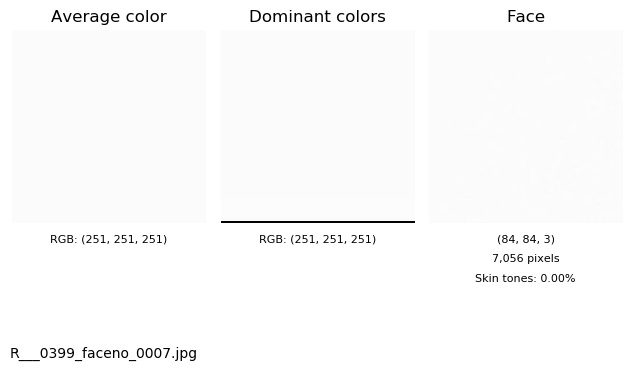 Average color
Dominant colors
Face
RGB: (251, 251, 251)
RGB: (251, 251, 251)
(84, 84, 3)
7,056 pixels
Skin tones: 0.00%
R___0399_faceno_0007.jpg